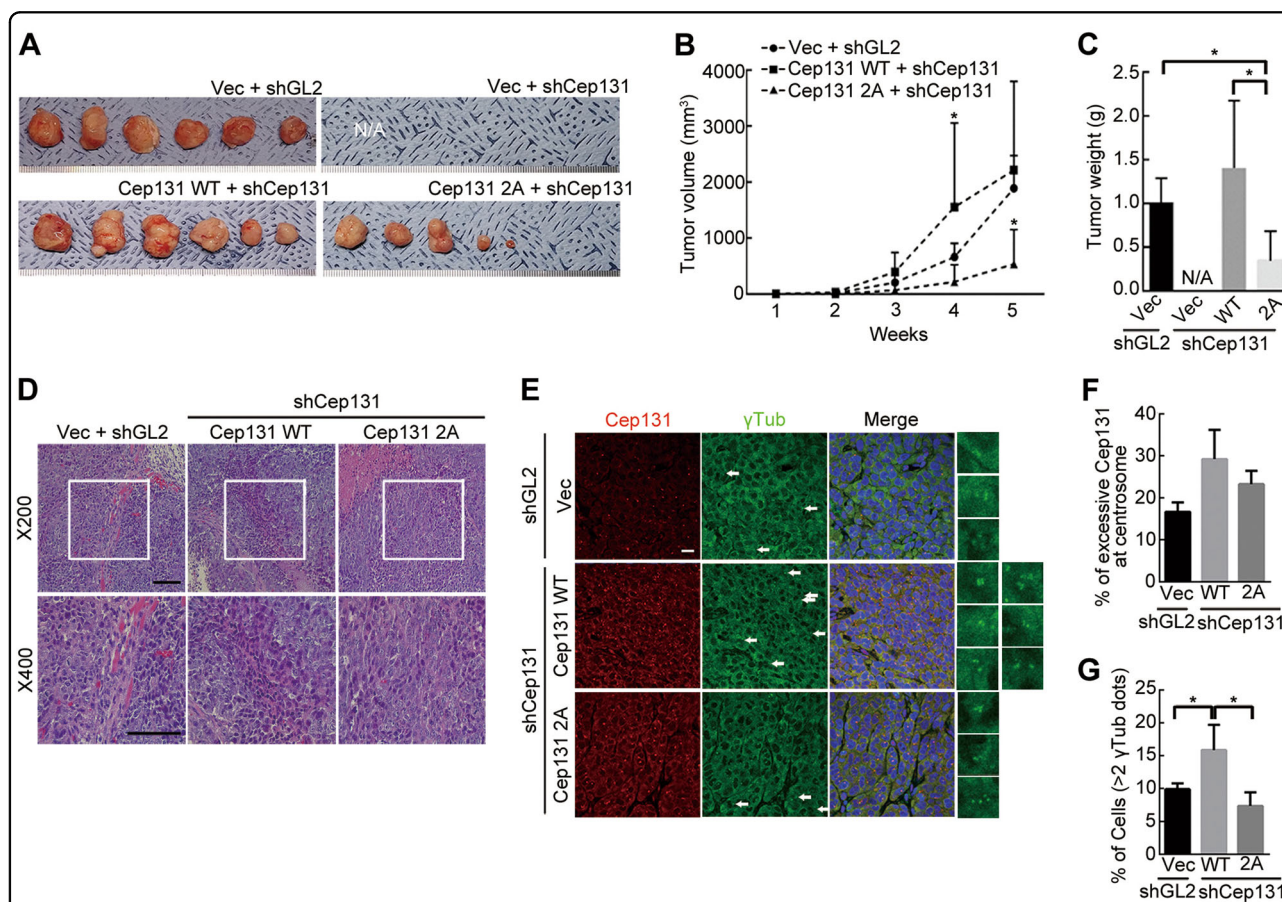 A
Vec + shGL2
Vec + shCep131
N/A
Cep131 WT + shCep131
Cep131 2A + shCep131
B
Vec + shGL2
Cep131 WT + shCep131
Cep131 2A + shCep131
Tumor volume (mm³)
4000
3000
2000
1000
0
*
*
1 2 3 4 5
Weeks
C
*
*
Tumor weight (g)
2.5
2.0
1.5
1.0
0.5
0.0
N/A
Vec Vec WT 2A
shGL2 shCep131
D
shCep131
Vec + shGL2 Cep131 WT Cep131 2A
X200
X400
E
Cep131 γTub Merge
shGL2
Vec
shCep131
Cep131 WT
Cep131 2A
F
% of excessive Cep131
at centrosome
40
30
20
10
0
Vec WT 2A
shGL2 shCep131
G
% of Cells (>2 γTub dots)
25
20
15
10
5
0
* *
Vec WT 2A
shGL2 shCep131